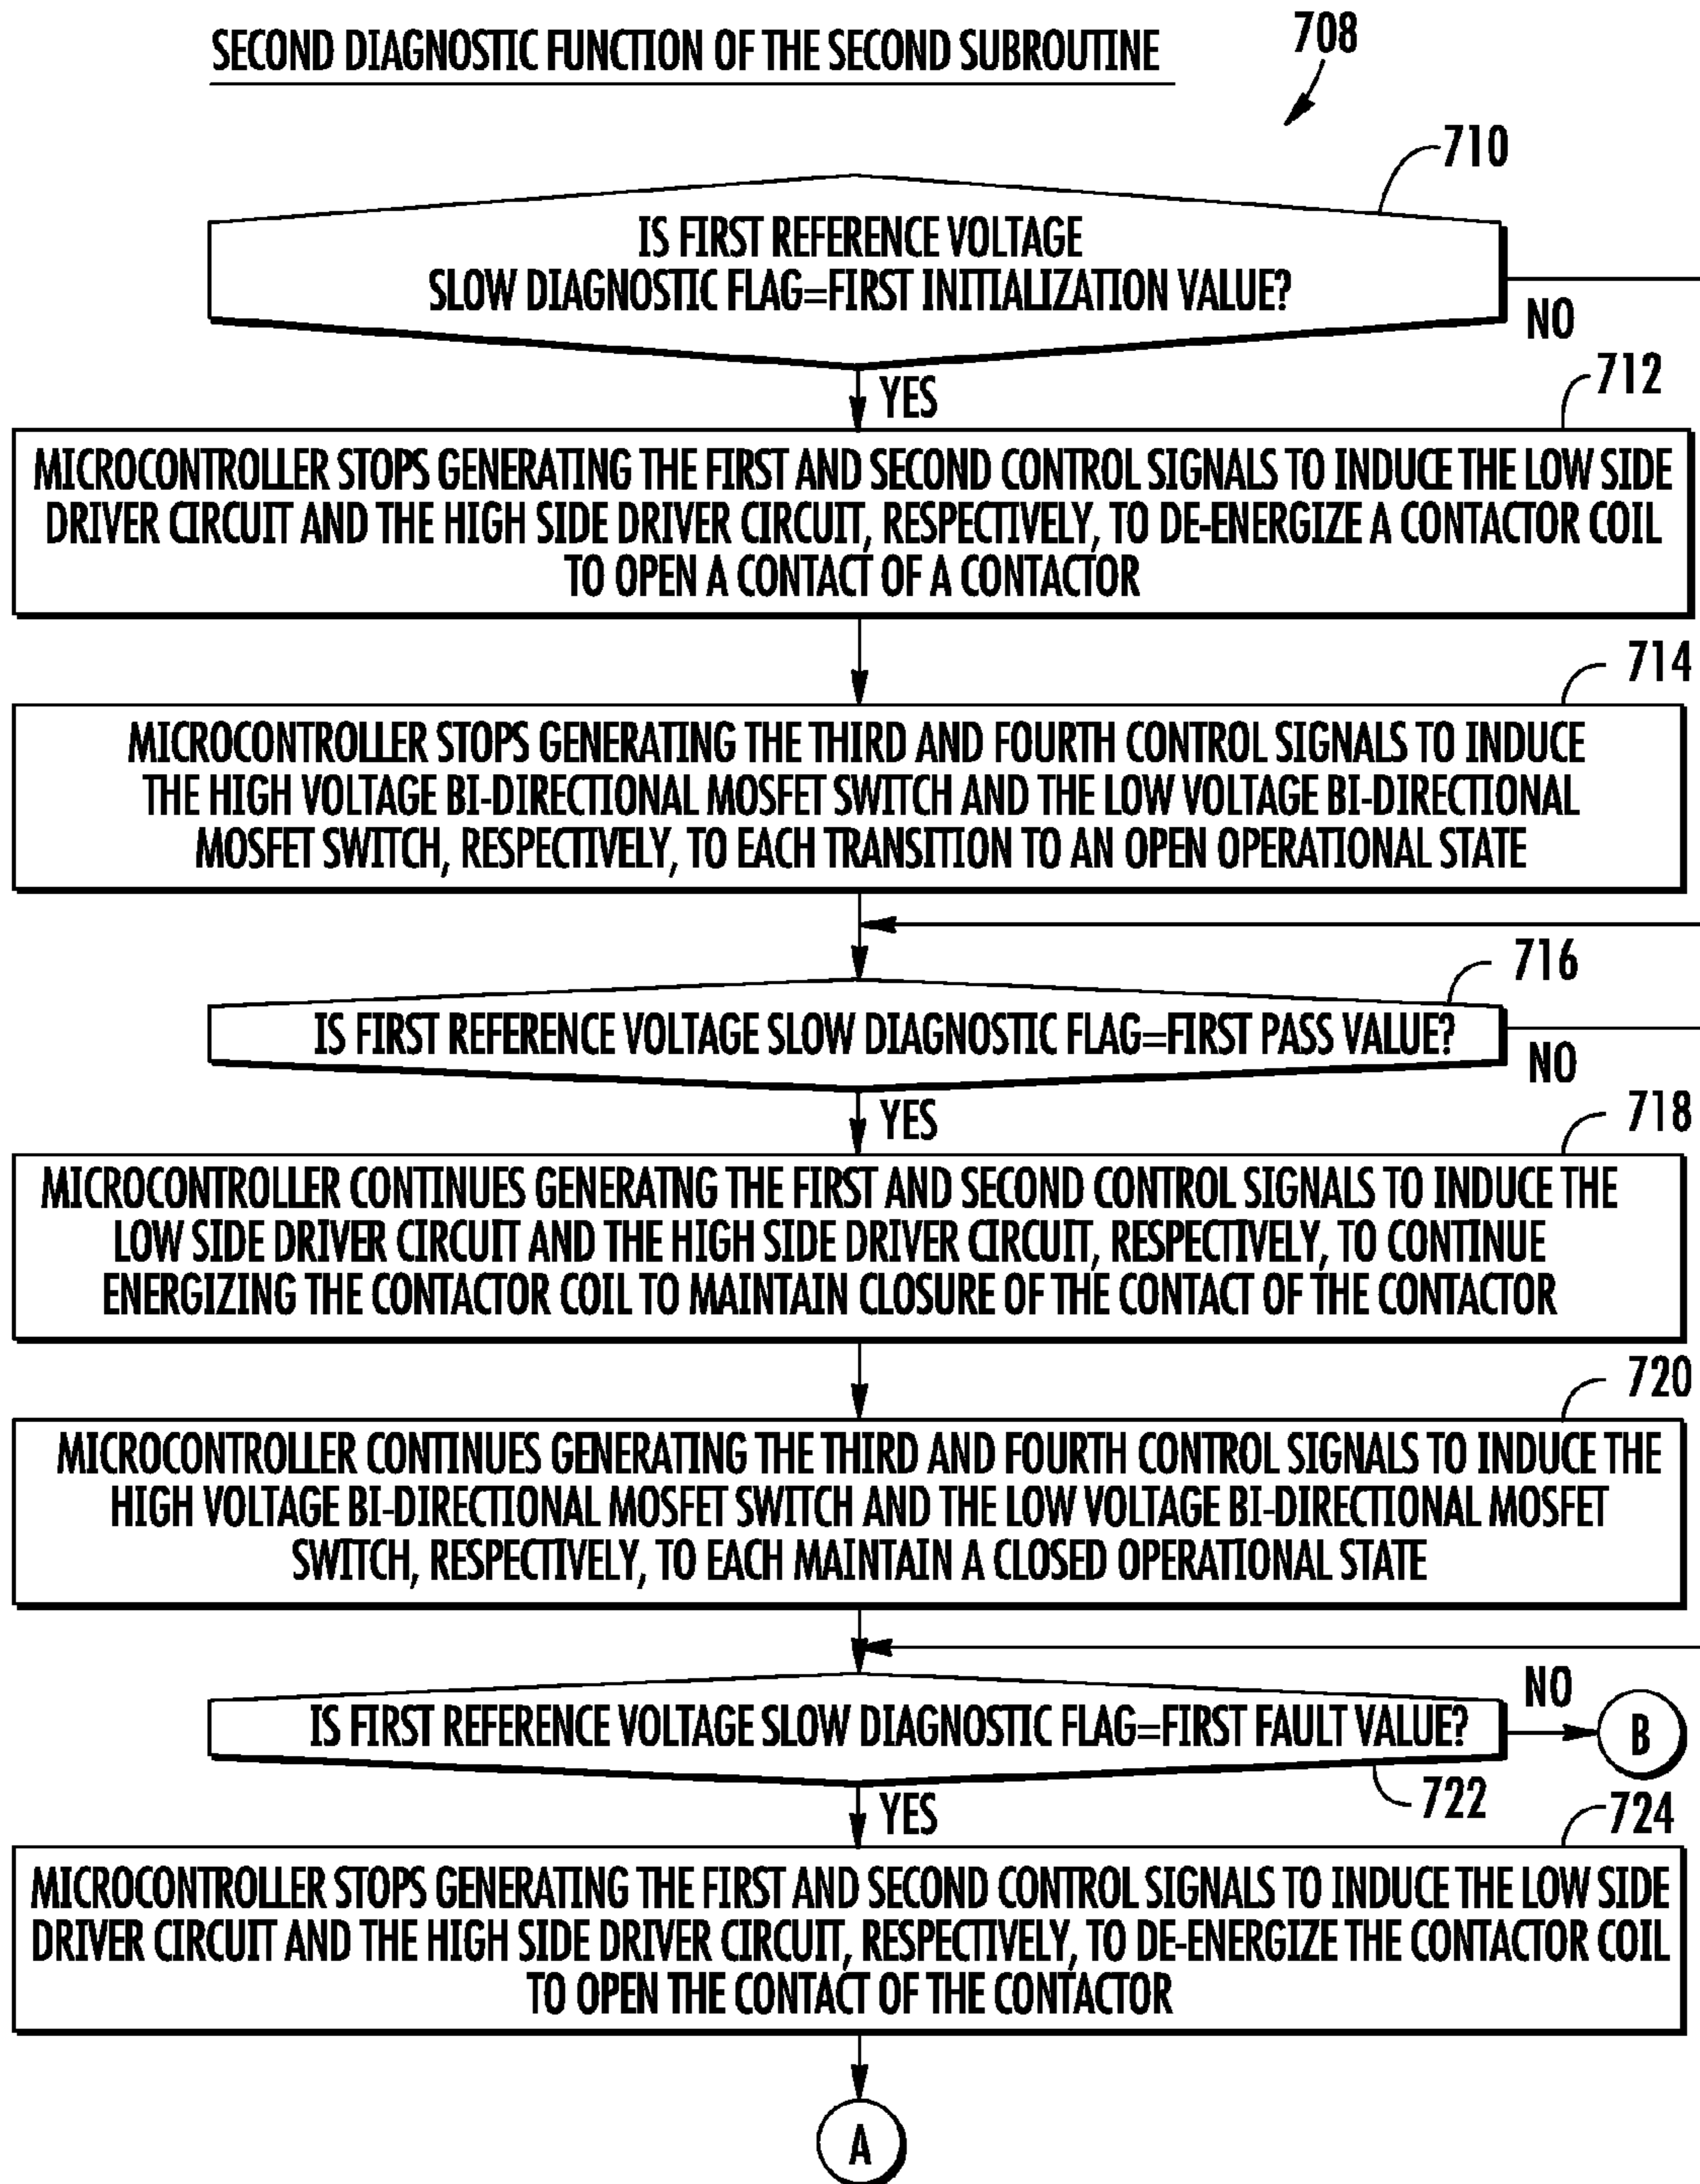 SECOND DIAGNOSTIC FUNCTION OF THE SECOND SUBROUTINE
708
710
IS FIRST REFERENCE VOLTAGE
SLOW DIAGNOSTIC FLAG=FIRST INITIALIZATION VALUE?
NO
YES
712
MICROCONTROLLER STOPS GENERATING THE FIRST AND SECOND CONTROL SIGNALS TO INDUCE THE LOW SIDE
DRIVER CIRCUIT AND THE HIGH SIDE DRIVER CIRCUIT, RESPECTIVELY, TO DE-ENERGIZE A CONTACTOR COIL
TO OPEN A CONTACT OF A CONTACTOR
714
MICROCONTROLLER STOPS GENERATING THE THIRD AND FOURTH CONTROL SIGNALS TO INDUCE
THE HIGH VOLTAGE BI-DIRECTIONAL MOSFET SWITCH AND THE LOW VOLTAGE BI-DIRECTIONAL
MOSFET SWITCH, RESPECTIVELY, TO EACH TRANSITION TO AN OPEN OPERATIONAL STATE
716
IS FIRST REFERENCE VOLTAGE SLOW DIAGNOSTIC FLAG=FIRST PASS VALUE?
NO
YES
718
MICROCONTROLLER CONTINUES GENERATNG THE FIRST AND SECOND CONTROL SIGNALS TO INDUCE THE
LOW SIDE DRIVER CIRCUIT AND THE HIGH SIDE DRIVER CIRCUIT, RESPECTIVELY, TO CONTINUE
ENERGIZING THE CONTACTOR COIL TO MAINTAIN CLOSURE OF THE CONTACT OF THE CONTACTOR
720
MICROCONTROLLER CONTINUES GENERATING THE THIRD AND FOURTH CONTROL SIGNALS TO INDUCE THE
HIGH VOLTAGE BI-DIRECTIONAL MOSFET SWITCH AND THE LOW VOLTAGE BI-DIRECTIONAL MOSFET
SWITCH, RESPECTIVELY, TO EACH MAINTAIN A CLOSED OPERATIONAL STATE
IS FIRST REFERENCE VOLTAGE SLOW DIAGNOSTIC FLAG=FIRST FAULT VALUE?
NO
B
722
YES
724
MICROCONTROLLER STOPS GENERATING THE FIRST AND SECOND CONTROL SIGNALS TO INDUCE THE LOW SIDE
DRIVER CIRCUIT AND THE HIGH SIDE DRIVER CIRCUIT, RESPECTIVELY, TO DE-ENERGIZE THE CONTACTOR COIL
TO OPEN THE CONTACT OF THE CONTACTOR
A